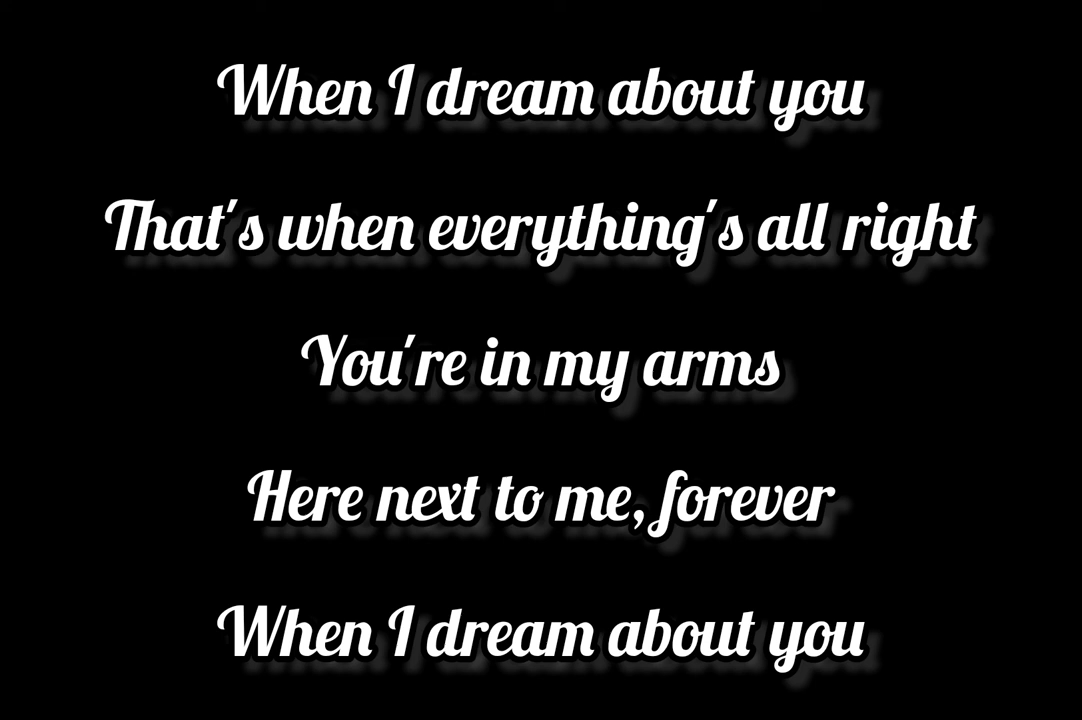 When I dream about you
That's when everything's all right
You're in my arms
Here next to me, forever
When I dream about you